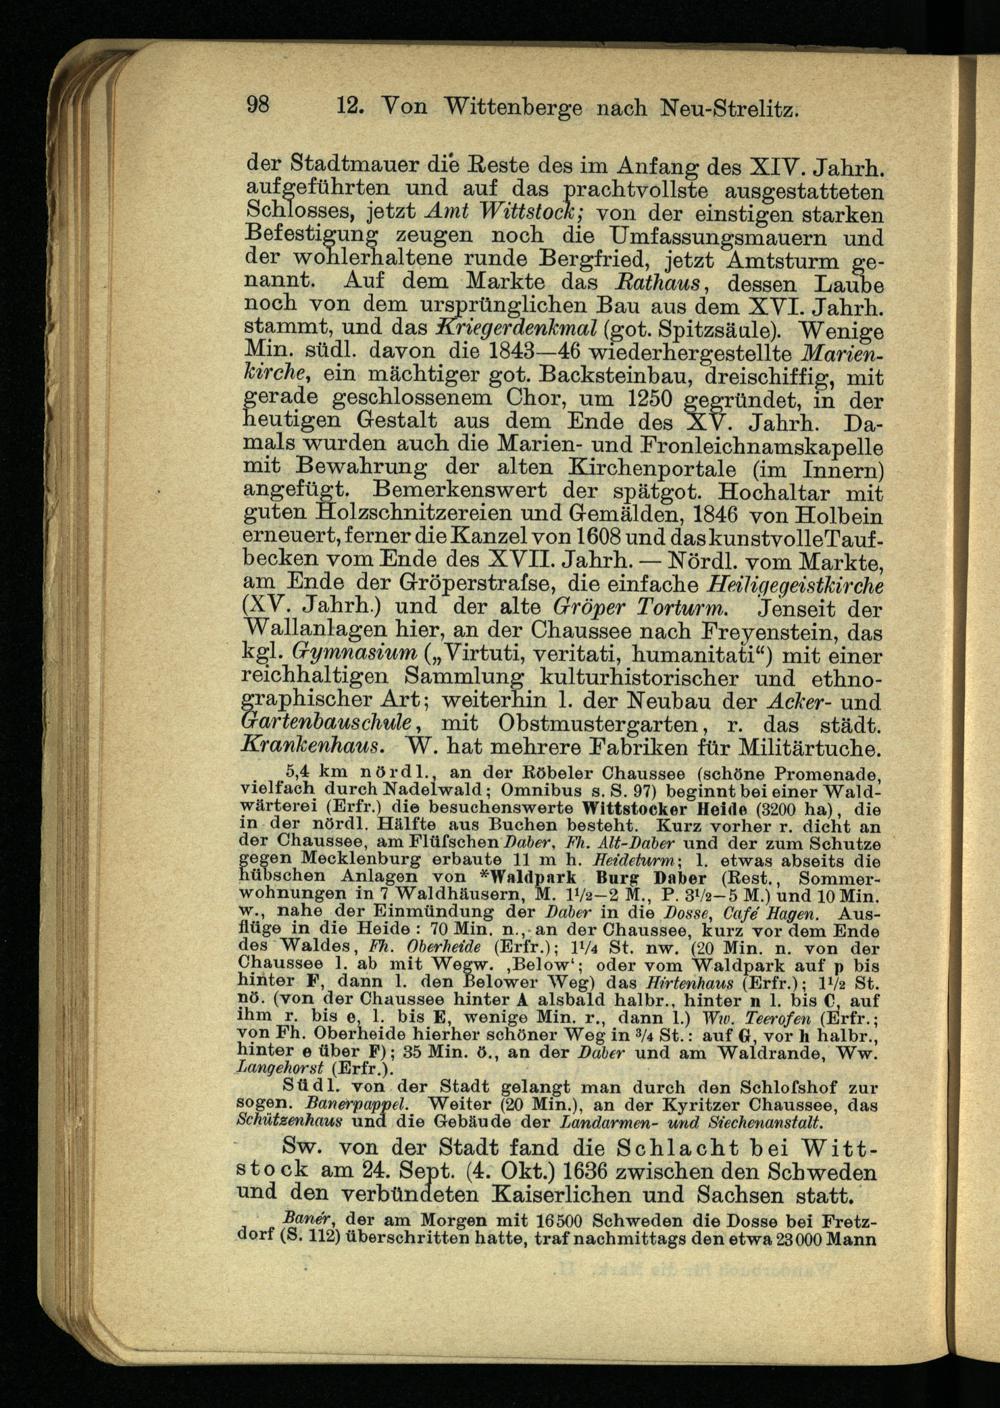 98 12. Von Wittenberge nach Neu-Strelitz.
der Stadtmauer die Reste des im Anfang des XIV. Jahrh.
aufgeführten und auf das prachtvollste ausgestatteten
Schlosses, jetzt Amt Wittstock; von der einstigen starken
Befestigung zeugen noch die Umfassungsmauern und
der wohlerhaltene runde Bergfried, jetzt Amtsturm ge-
nannt. Auf dem Markte das Rathaus, dessen Laube
noch von dem ursprünglichen Bau aus dem XVI. Jahrh.
stammt, und das Kriegerdenkmal (got. Spitzsäule). Wenige
Min. südl. davon die 1843—46 wiederhergestellte Marien-
kirche, ein mächtiger got. Backsteinbau, dreischiffig, mit
gerade geschlossenem Chor, um 1250 gegründet, in der
heutigen Gestalt aus dem Ende des XV. Jahrh. Da-
mals wurden auch die Marien- und Fronleichnamskapelle
mit Bewahrung der alten Kirchenportale (im Innern)
angefügt. Bemerkenswert der spätgot. Hochaltar mit
guten Holzschnitzereien und Gemälden, 1846 von Holbein
erneuert, ferner die Kanzel von 1608 und das kunstvolle Tauf-
becken vom Ende des XVII. Jahrh. — Nördl. vom Markte,
am Ende der Gröperstrafse, die einfache Heiligegeistkirche
(XV. Jahrh.) und der alte Gröper Torturm. Jenseit der
Wallanlagen hier, an der Chaussee nach Freyenstein, das
kgl. Gymnasium („Virtuti, veritati, humanitati“) mit einer
reichhaltigen Sammlung kulturhistorischer und ethno-
graphischer Art; weiterhin l. der Neubau der Acker- und
Gartenbauschule, mit Obstmustergarten, r. das städt.
Krankenhaus. W. hat mehrere Fabriken für Militärtuche.
5,4 km nördl., an der Röbeler Chaussee (schöne Promenade,
vielfach durch Nadelwald; Omnibus s. S. 97) beginnt bei einer Wald-
wärterei (Erfr.) die besuchenswerte Wittstocker Heide (3200 ha), die
in der nördl. Hälfte aus Buchen besteht. Kurz vorher r. dicht an
der Chaussee, am Flüfschen Daber, Fh. Alt-Daber und der zum Schutze
gegen Mecklenburg erbaute 11 m h. Heideturm; l. etwas abseits die
hübschen Anlagen von *Waldpark Burg Daber (Rest., Sommer-
wohnungen in 7 Waldhäusern, M. 1½—2 M., P. 3½—5 M.) und 10 Min.
w., nahe der Einmündung der Daber in die Dosse, Café Hagen. Aus-
flüge in die Heide: 70 Min. n., an der Chaussee, kurz vor dem Ende
des Waldes, Fh. Oberheide (Erfr.); 1¼ St. nw. (20 Min. n. von der
Chaussee l. ab mit Wegw. ‚Below‘; oder vom Waldpark auf p bis
hinter F, dann l. den Belower Weg) das Hirtenhaus (Erfr.); 1½ St.
nö. (von der Chaussee hinter A alsbald halbr., hinter n l. bis C, auf
ihm r. bis e, l. bis E, wenige Min. r., dann l.) Ww. Teerofen (Erfr.;
von Fh. Oberheide hierher schöner Weg in ¾ St.: auf G, vor h halbr.,
hinter e über F); 35 Min. ö., an der Daber und am Waldrande, Ww.
Langehorst (Erfr.).
Südl. von der Stadt gelangt man durch den Schlofshof zur
sogen. Banerpappel. Weiter (20 Min.), an der Kyritzer Chaussee, das
Schützenhaus und die Gebäude der Landarmen- und Siechenanstalt.
Sw. von der Stadt fand die Schlacht bei Witt-
stock am 24. Sept. (4. Okt.) 1636 zwischen den Schweden
und den verbündeten Kaiserlichen und Sachsen statt.
Banér, der am Morgen mit 16500 Schweden die Dosse bei Fretz-
dorf (S. 112) überschritten hatte, traf nachmittags den etwa 23000 Mann